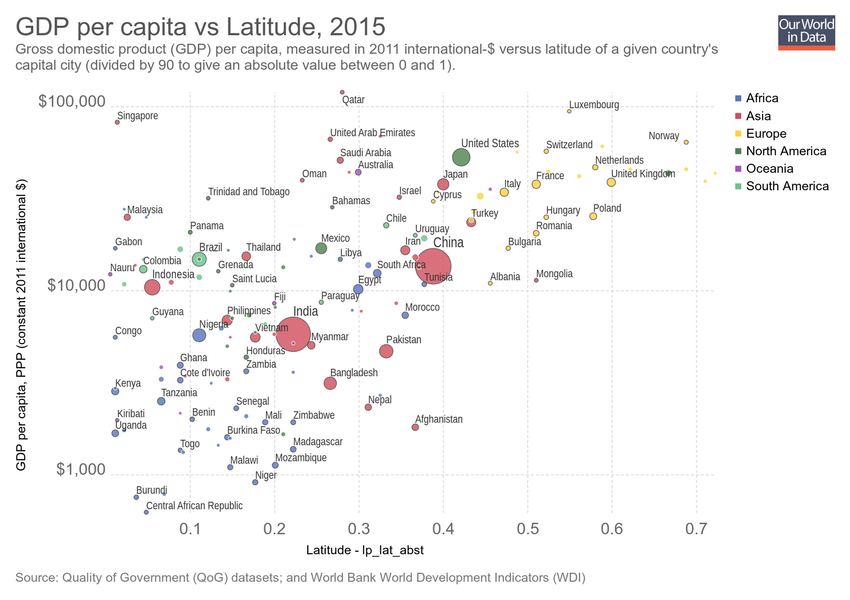 GDP per capita vs Latitude, 2015
Gross domestic product (GDP) per capita, measured in 2011 international-$ versus latitude of a given country's
capital city (divided by 90 to give an absolute value between 0 and 1).
Our World
in Data
Africa
Asia
Europe
North America
Oceania
South America
GDP per capita, PPP (constant 2011 international $)
$100,000
$10,000
$1,000
Qatar
Luxembourg
Singapore
United Arab Emirates
Norway
United States
Switzerland
Saudi Arabia
Netherlands
Australia
Oman
Japan
France
United Kingdom
Italy
Trinidad and Tobago
Israel
Cyprus
Bahamas
Malaysia
Turkey
Hungary
Poland
Chile
Panama
Uruguay
Romania
Gabon
Brazil
Thailand
Mexico
Iran
China
Bulgaria
Libya
Colombia
Nauru
Indonesia
Grenada
South Africa
Saint Lucia
Egypt
Tunisia
Albania
Mongolia
Fiji
Paraguay
Guyana
Philippines
India
Morocco
Congo
Nigeria
Vietnam
Myanmar
Pakistan
Honduras
Ghana
Zambia
Cote d'Ivoire
Bangladesh
Kenya
Tanzania
Senegal
Nepal
Kiribati
Benin
Mali
Zimbabwe
Afghanistan
Uganda
Burkina Faso
Togo
Madagascar
Malawi
Mozambique
Niger
Burundi
Central African Republic
0.1
0.2
0.3
0.4
0.5
0.6
0.7
Latitude - lp_lat_abst
Source: Quality of Government (QoG) datasets; and World Bank World Development Indicators (WDI)